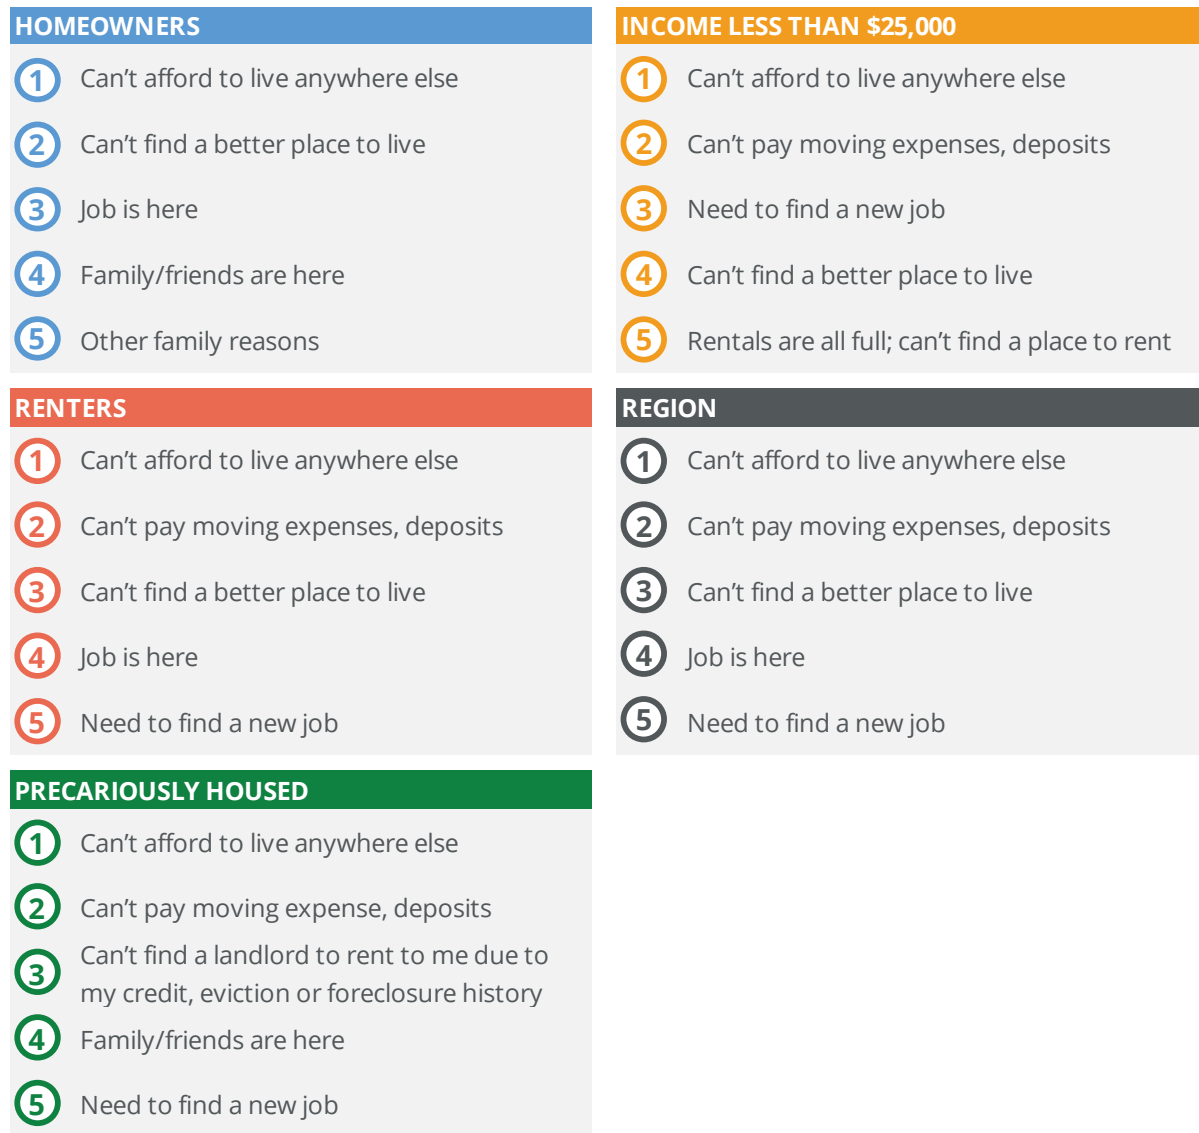 HOMEOWNERS
1 Can’t afford to live anywhere else
2 Can’t find a better place to live
3 Job is here
4 Family/friends are here
5 Other family reasons
INCOME LESS THAN $25,000
1 Can’t afford to live anywhere else
2 Can’t pay moving expenses, deposits
3 Need to find a new job
4 Can’t find a better place to live
5 Rentals are all full; can’t find a place to rent
RENTERS
1 Can’t afford to live anywhere else
2 Can’t pay moving expenses, deposits
3 Can’t find a better place to live
4 Job is here
5 Need to find a new job
REGION
1 Can’t afford to live anywhere else
2 Can’t pay moving expenses, deposits
3 Can’t find a better place to live
4 Job is here
5 Need to find a new job
PRECARIOUSLY HOUSED
1 Can’t afford to live anywhere else
2 Can’t pay moving expense, deposits
3 Can’t find a landlord to rent to me due to
my credit, eviction or foreclosure history
4 Family/friends are here
5 Need to find a new job